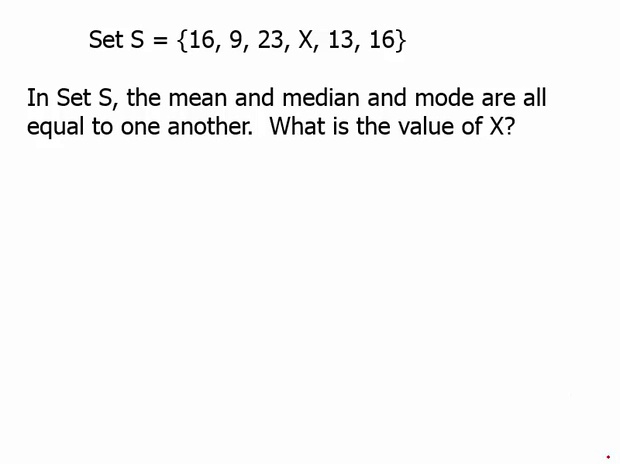 Set S = {16, 9, 23, X, 13, 16}
In Set S, the mean and median and mode are all
equal to one another.  What is the value of X?